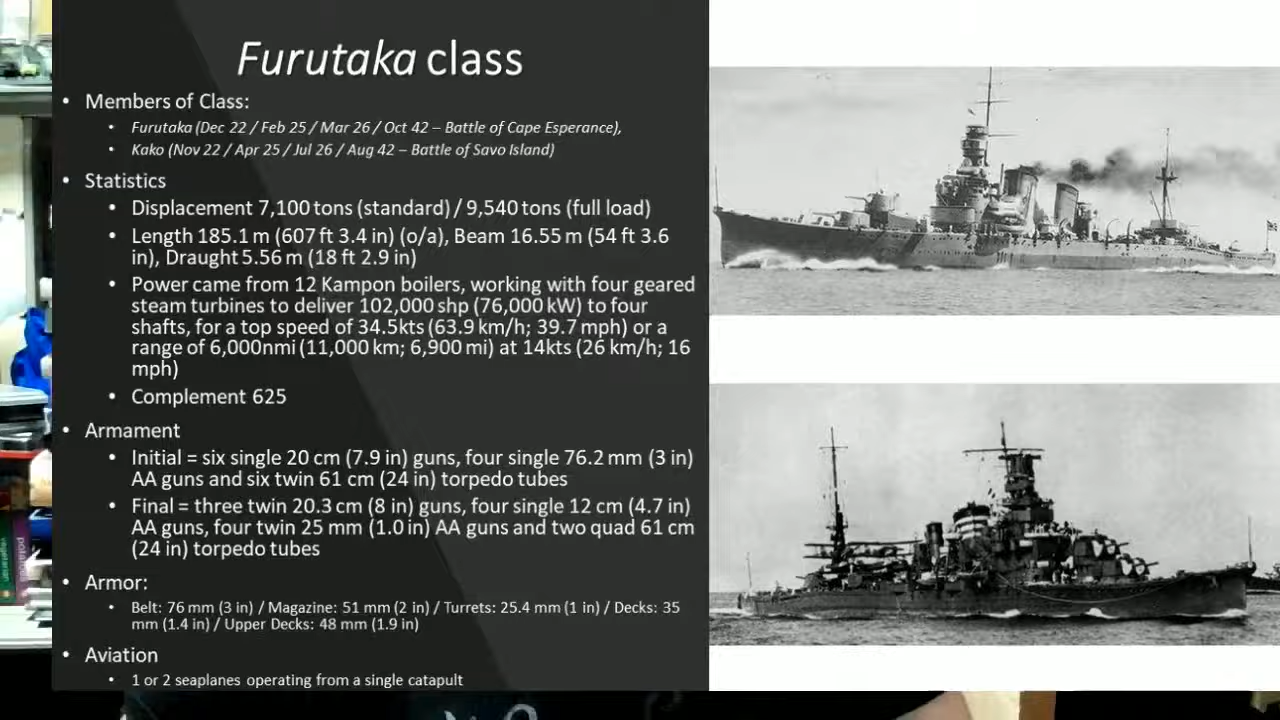 Furutaka class
• Members of Class:
• Furutaka (Dec 22 / Feb 25 / Mar 26 / Oct 42 – Battle of Cape Esperance),
• Kako (Nov 22 / Apr 25 / Jul 26 / Aug 42 – Battle of Savo Island)
• Statistics
• Displacement 7,100 tons (standard) / 9,540 tons (full load)
• Length 185.1 m (607 ft 3.4 in) (o/a), Beam 16.55 m (54 ft 3.6
in), Draught 5.56 m (18 ft 2.9 in)
• Power came from 12 Kampon boilers, working with four geared
steam turbines to deliver 102,000 shp (76,000 kW) to four
shafts, for a top speed of 34.5kts (63.9 km/h; 39.7 mph) or a
range of 6,000nmi (11,000 km; 6,900 mi) at 14kts (26 km/h; 16
mph)
• Complement 625
• Armament
• Initial = six single 20 cm (7.9 in) guns, four single 76.2 mm (3 in)
AA guns and six twin 61 cm (24 in) torpedo tubes
• Final = three twin 20.3 cm (8 in) guns, four single 12 cm (4.7 in)
AA guns, four twin 25 mm (1.0 in) AA guns and two quad 61 cm
(24 in) torpedo tubes
• Armor:
• Belt: 76 mm (3 in) / Magazine: 51 mm (2 in) / Turrets: 25.4 mm (1 in) / Decks: 35
mm (1.4 in) / Upper Decks: 48 mm (1.9 in)
• Aviation
• 1 or 2 seaplanes operating from a single catapult
vegetarian
potatoes